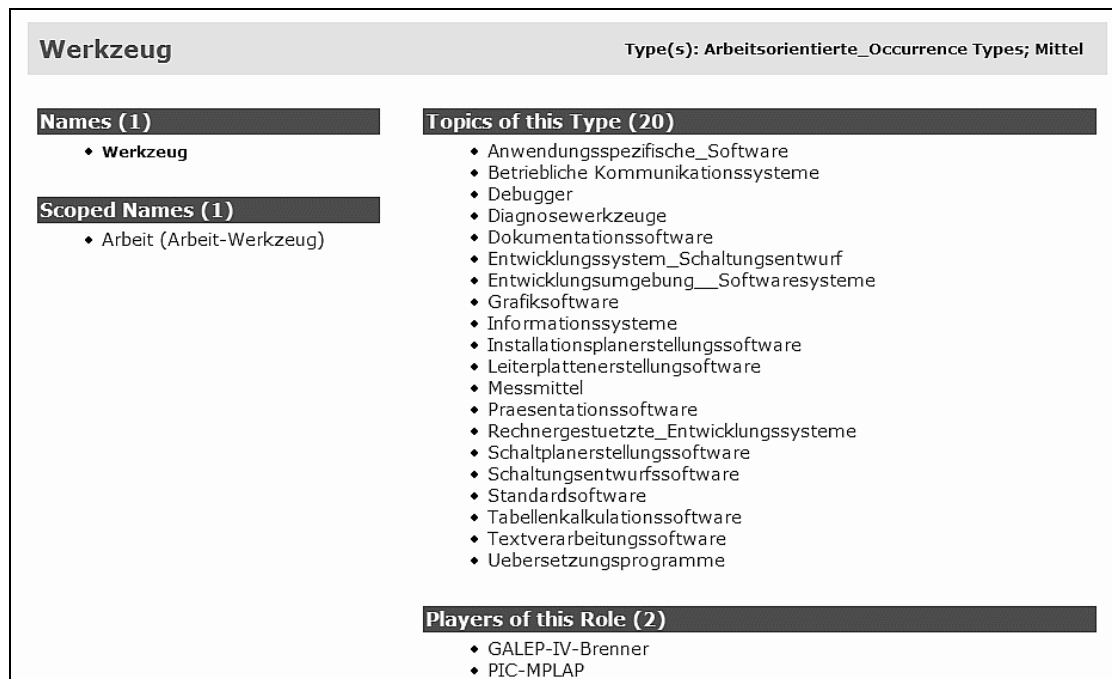 Werkzeug
Type(s): Arbeitsorientierte_Occurrence Types; Mittel
Names (1)
Werkzeug
Scoped Names (1)
Arbeit (Arbeit-Werkzeug)
Topics of this Type (20)
Anwendungsspezifische_Software
Betriebliche Kommunikationssysteme
Debugger
Diagnosewerkzeuge
Dokumentationssoftware
Entwicklungssystem_Schaltungsentwurf
Entwicklungsumgebung__Softwaresysteme
Grafiksoftware
Informationssysteme
Installationsplanerstellungssoftware
Leiterplattenerstellungsoftware
Messmittel
Praesentationssoftware
Rechnergestuetzte_Entwicklungssysteme
Schaltplanerstellungssoftware
Schaltungsentwurfssoftware
Standardsoftware
Tabellenkalkulationssoftware
Textverarbeitungssoftware
Uebersetzungsprogramme
Players of this Role (2)
GALEP-IV-Brenner
PIC-MPLAP